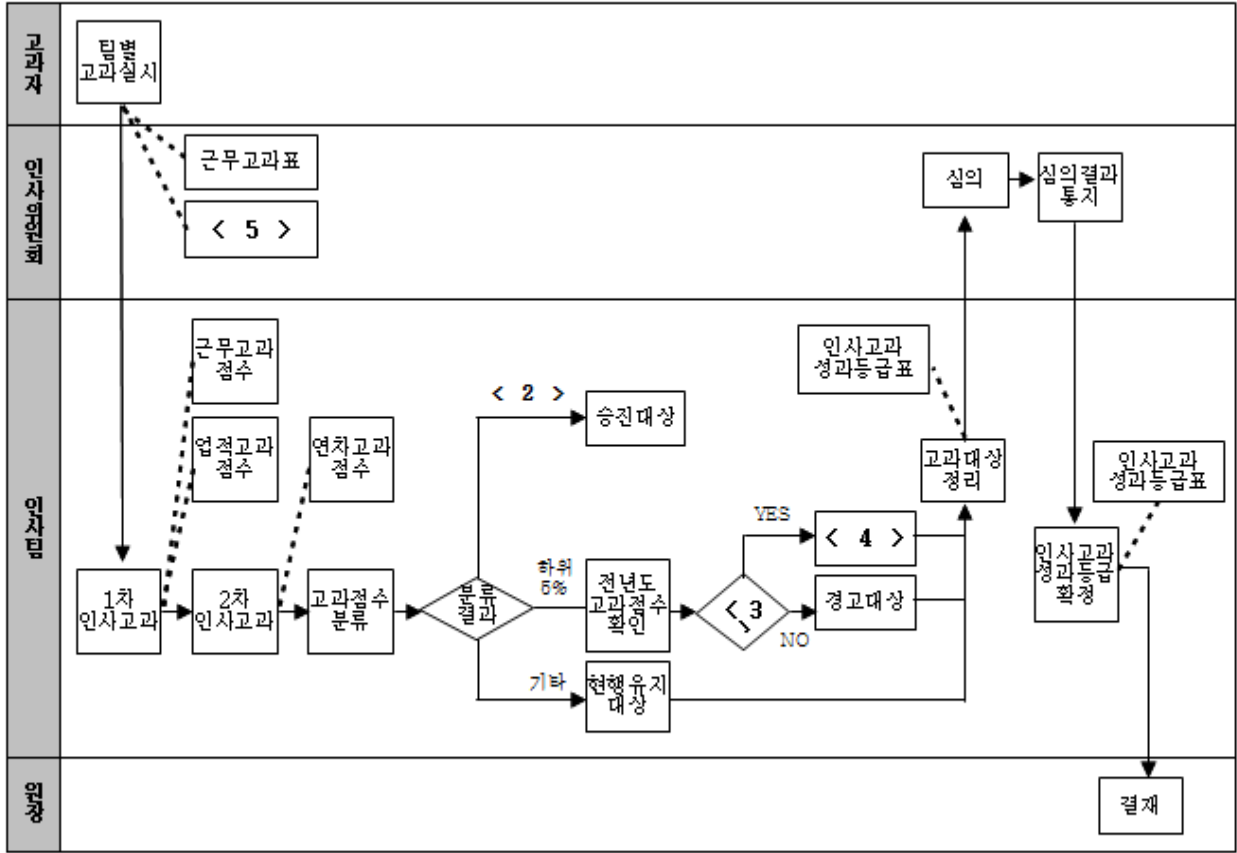 고과자
팀별
고과실시
인사위원회
근무고과표
< 5 >
심의
심의결과
통지
인사팀
근무고과
점수
업적고과
점수
연차고과
점수
< 2 >
승진대상
인사고과
성과등급표
고과대상
정리
인사고과
성과등급표
YES
< 4 >
1차
인사고과
2차
인사고과
고과점수
분류
분류
결과
하위
5%
전년도
고과점수
확인
< 3
>
NO
경고대상
인사고과
성과등급
확정
기타
현행유지
대상
원장
결재